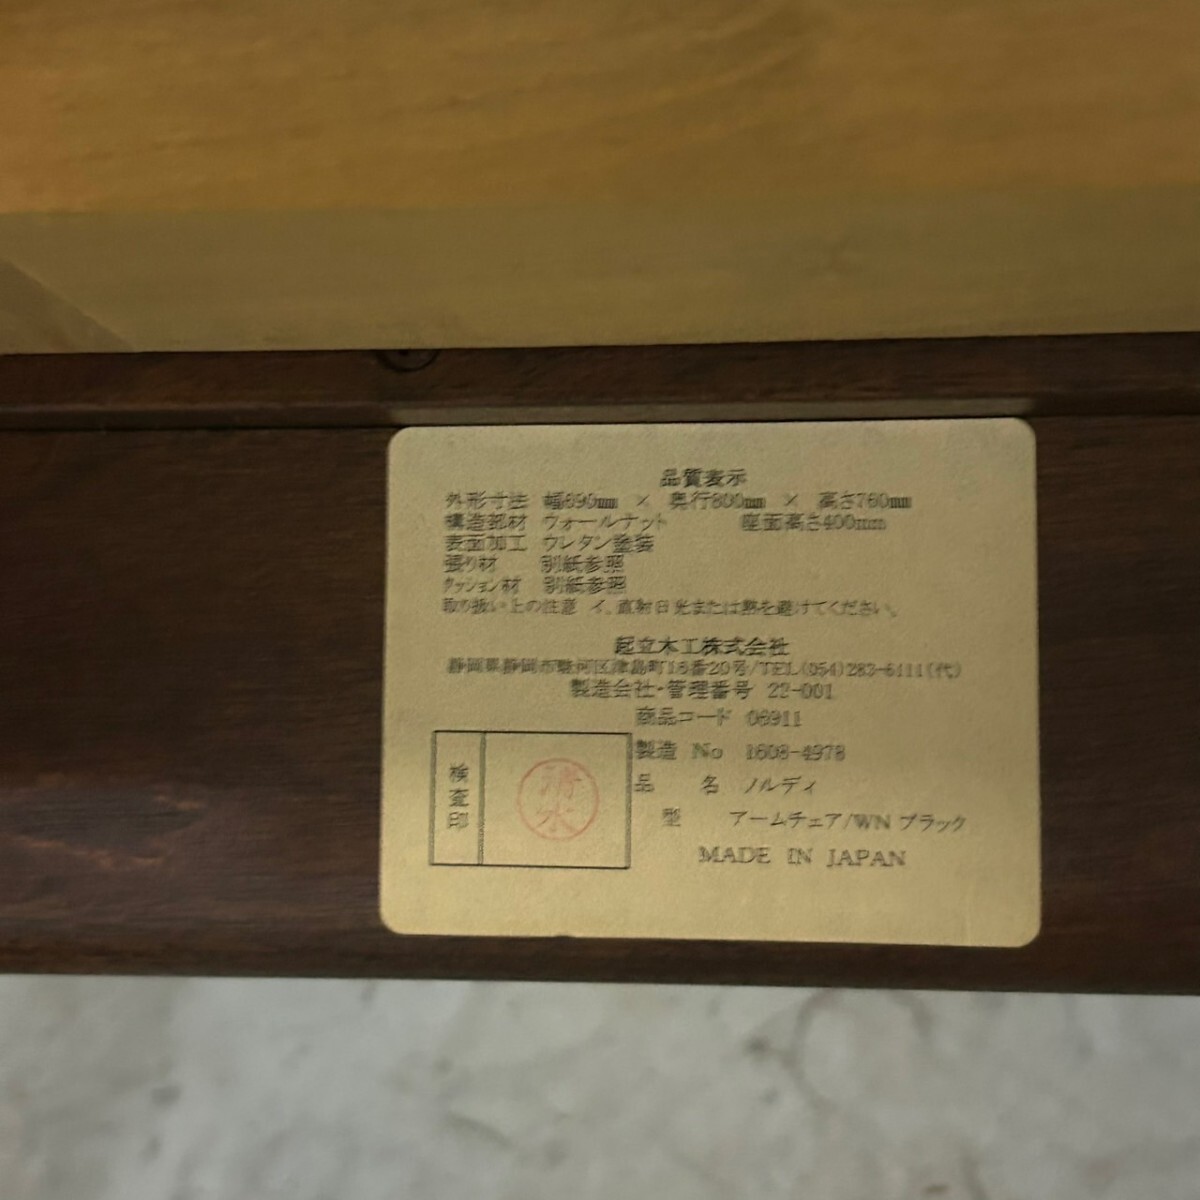 品質表示
外形寸法 幅690mm × 奥行800mm × 高さ760mm
構造部材 ウォールナット 座面高さ400mm
表面加工 ウレタン塗装
張り材 別紙参照
クッション材 別紙参照
取り扱い上の注意 イ、直射日光または熱を避けてください。
起立木工株式会社
静岡県静岡市駿河区津島町16番20号/TEL(054)283-6111(代)
製造会社・管理番号 22-001
商品コード 06911
製造 No 1608-4978
品 名 ノルディ
型 アームチェア/WN ブラック
MADE IN JAPAN
検査印
清水